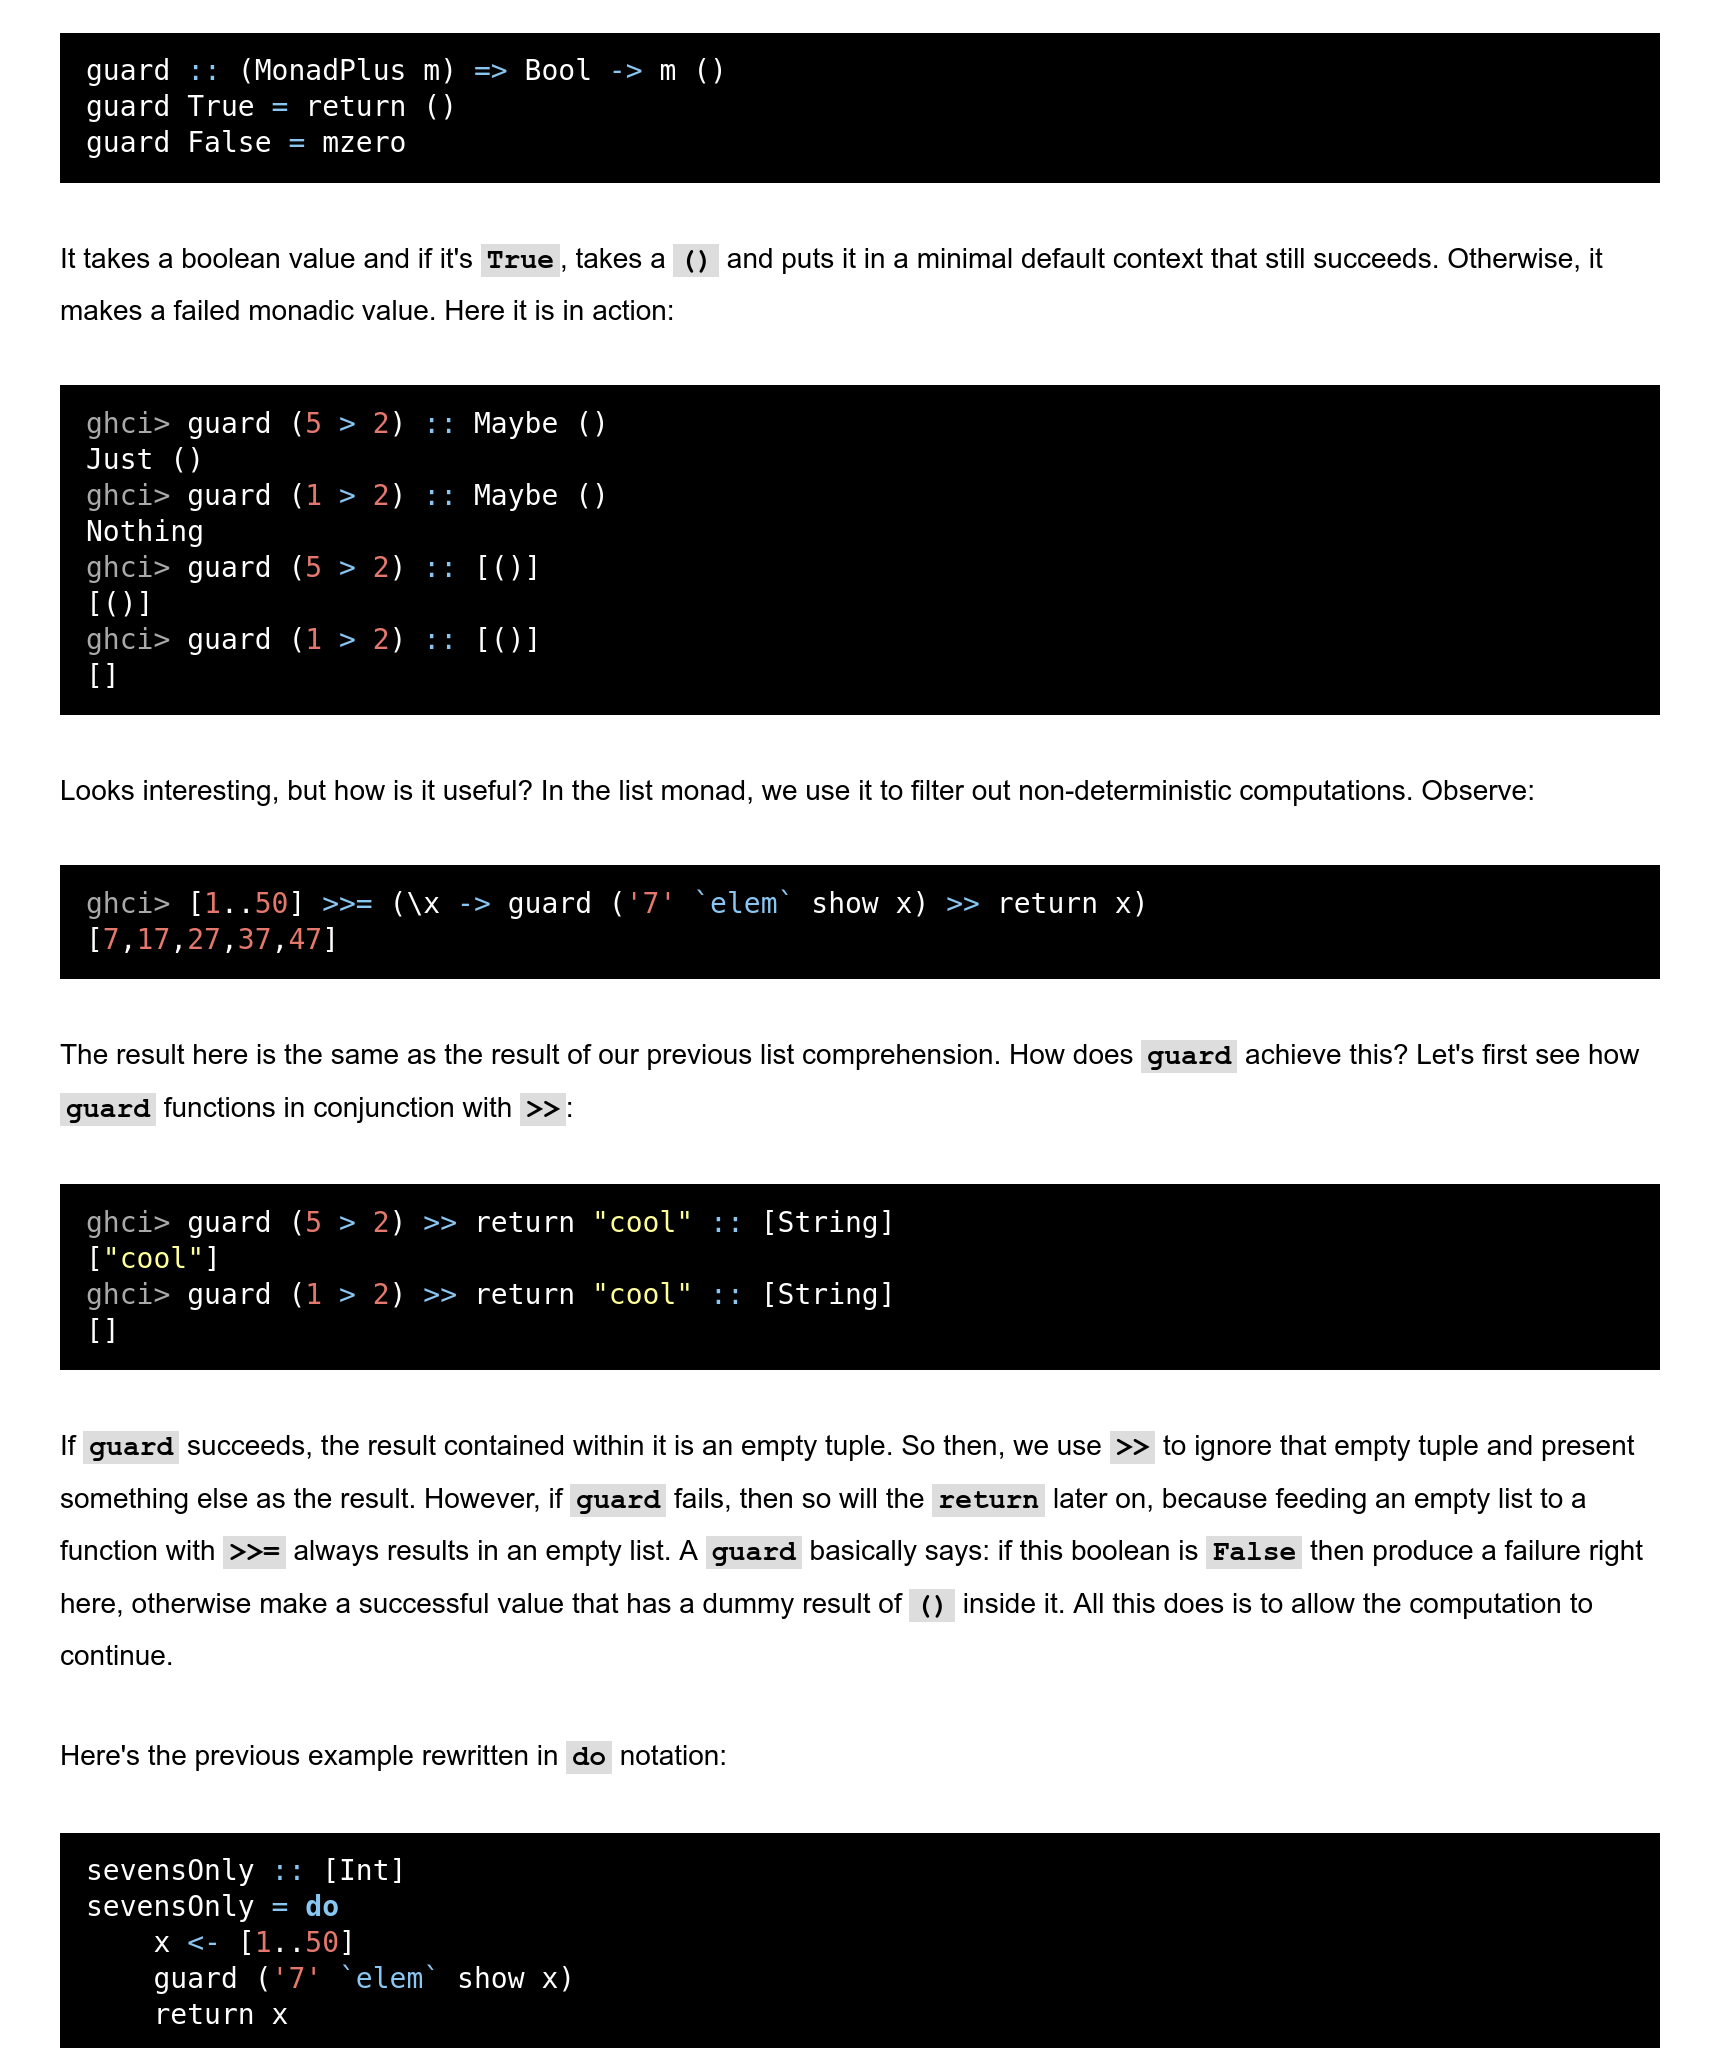 guard :: (MonadPlus m) => Bool -> m ()
guard True = return ()
guard False = mzero
It takes a boolean value and if it's True, takes a () and puts it in a minimal default context that still succeeds. Otherwise, it
makes a failed monadic value. Here it is in action:
ghci> guard (5 > 2) :: Maybe ()
Just ()
ghci> guard (1 > 2) :: Maybe ()
Nothing
ghci> guard (5 > 2) :: [()]
[()]
ghci> guard (1 > 2) :: [()]
[]
Looks interesting, but how is it useful? In the list monad, we use it to filter out non-deterministic computations. Observe:
ghci> [1..50] >>= (\x -> guard ('7' `elem` show x) >> return x)
[7,17,27,37,47]
The result here is the same as the result of our previous list comprehension. How does guard achieve this? Let's first see how
guard functions in conjunction with >>:
ghci> guard (5 > 2) >> return "cool" :: [String]
["cool"]
ghci> guard (1 > 2) >> return "cool" :: [String]
[]
If guard succeeds, the result contained within it is an empty tuple. So then, we use >> to ignore that empty tuple and present
something else as the result. However, if guard fails, then so will the return later on, because feeding an empty list to a
function with >>= always results in an empty list. A guard basically says: if this boolean is False then produce a failure right
here, otherwise make a successful value that has a dummy result of () inside it. All this does is to allow the computation to
continue.
Here's the previous example rewritten in do notation:
sevensOnly :: [Int]
sevensOnly = do
    x <- [1..50]
    guard ('7' `elem` show x)
    return x